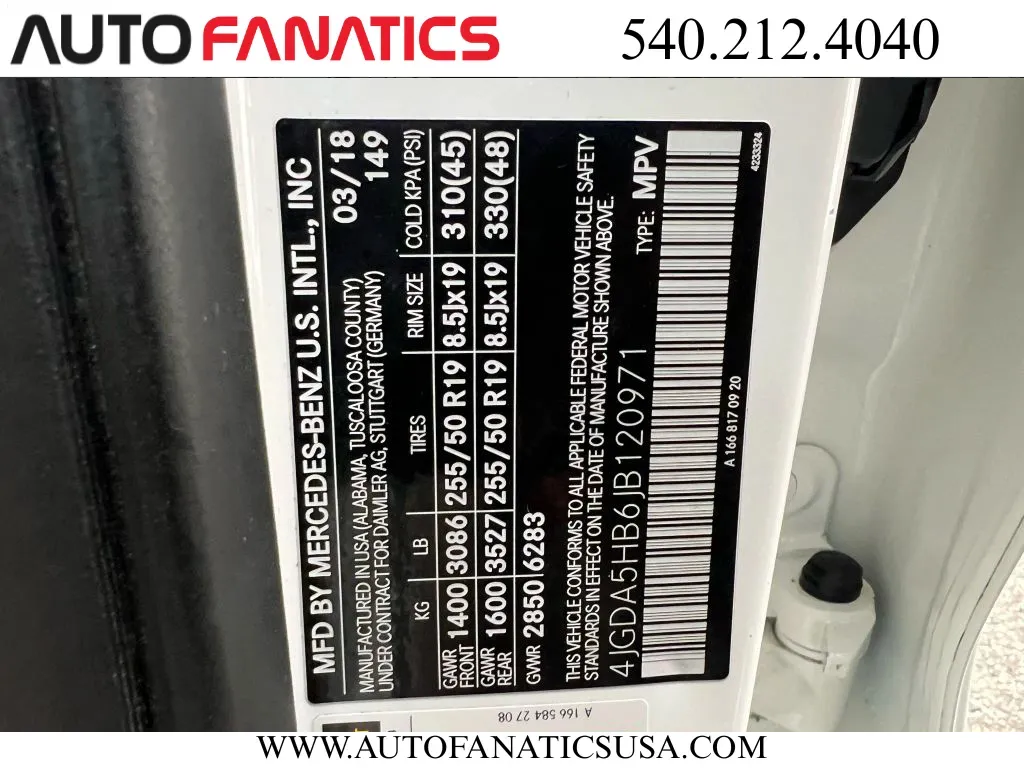 AUTOFANATICS
540.212.4040
MFD BY MERCEDES-BENZ U.S. INTL., INC
MANUFACTURED IN USA (ALABAMA, TUSCALOOSA COUNTY) 03/18
UNDER CONTRACT FOR DAIMLER AG, STUTTGART (GERMANY) 149
KG LB TIRES RIM SIZE COLD KPA (PSI)
GAWR FRONT 1400 3086 255/50 R19 8.5Jx19 310(45)
GAWR REAR 1600 3527 255/50 R19 8.5Jx19 330(48)
GVWR 2850 6283
THIS VEHICLE CONFORMS TO ALL APPLICABLE FEDERAL MOTOR VEHICLE SAFETY
STANDARDS IN EFFECT ON THE DATE OF MANUFACTURE SHOWN ABOVE.
4JGDA5HB6JB120971 TYPE: MPV
A 166 817 09 20 4233324
A 166 584 27 08
WWW.AUTOFANATICSUSA.COM